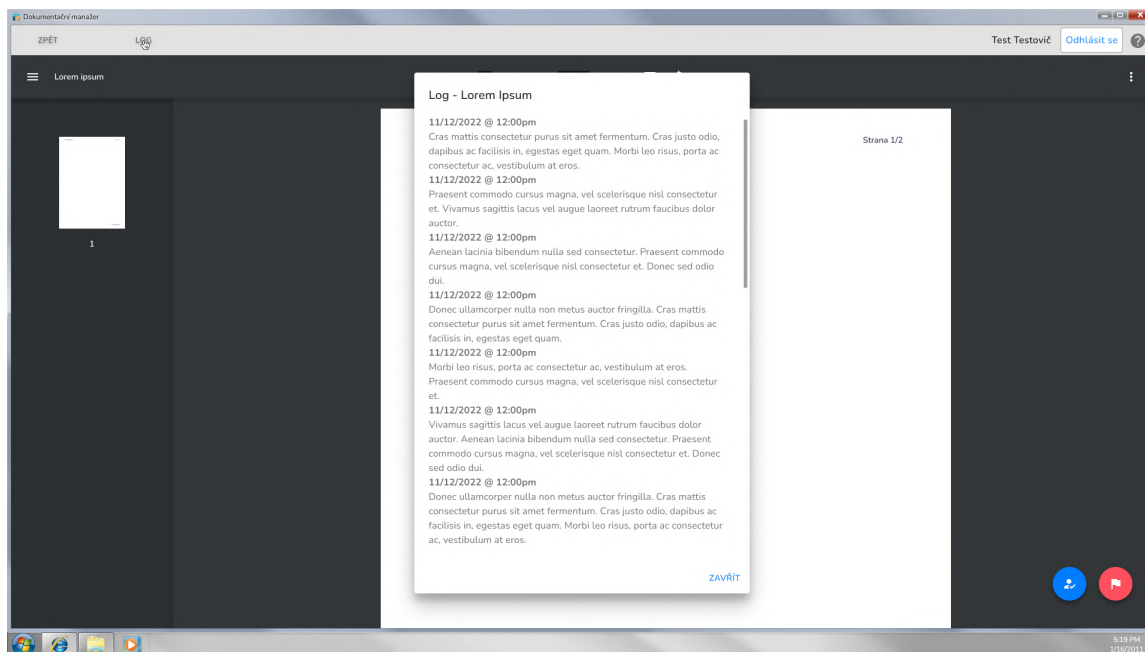 Dokumentační manažer
ZPĚT
LOG
Test Testovič
Odhlásit se
Lorem ipsum
Log - Lorem Ipsum
11/12/2022 @ 12:00pm
Cras mattis consectetur purus sit amet fermentum. Cras justo odio,
dapibus ac facilisis in, egestas eget quam. Morbi leo risus, porta ac
consectetur ac, vestibulum at eros.
11/12/2022 @ 12:00pm
Praesent commodo cursus magna, vel scelerisque nisl consectetur
et. Vivamus sagittis lacus vel augue laoreet rutrum faucibus dolor
auctor.
11/12/2022 @ 12:00pm
Aenean lacinia bibendum nulla sed consectetur. Praesent commodo
cursus magna, vel scelerisque nisl consectetur et. Donec sed odio
dui.
11/12/2022 @ 12:00pm
Donec ullamcorper nulla non metus auctor fringilla. Cras mattis
consectetur purus sit amet fermentum. Cras justo odio, dapibus ac
facilisis in, egestas eget quam.
11/12/2022 @ 12:00pm
Morbi leo risus, porta ac consectetur ac, vestibulum at eros.
Praesent commodo cursus magna, vel scelerisque nisl consectetur
et.
11/12/2022 @ 12:00pm
Vivamus sagittis lacus vel augue laoreet rutrum faucibus dolor
auctor. Aenean lacinia bibendum nulla sed consectetur. Praesent
commodo cursus magna, vel scelerisque nisl consectetur et. Donec
sed odio dui.
11/12/2022 @ 12:00pm
Donec ullamcorper nulla non metus auctor fringilla. Cras mattis
consectetur purus sit amet fermentum. Cras justo odio, dapibus ac
facilisis in, egestas eget quam. Morbi leo risus, porta ac consectetur
ac, vestibulum at eros.
ZAVŘÍT
Strana 1/2
1
5:19 PM
1/16/2011